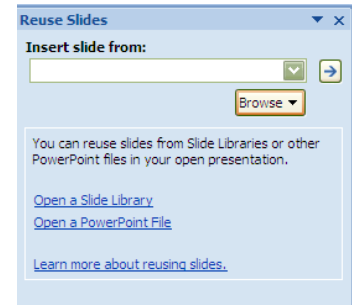 Reuse Slides
Insert slide from:
Browse
You can reuse slides from Slide Libraries or other
PowerPoint files in your open presentation.
Open a Slide Library
Open a PowerPoint File
Learn more about reusing slides.